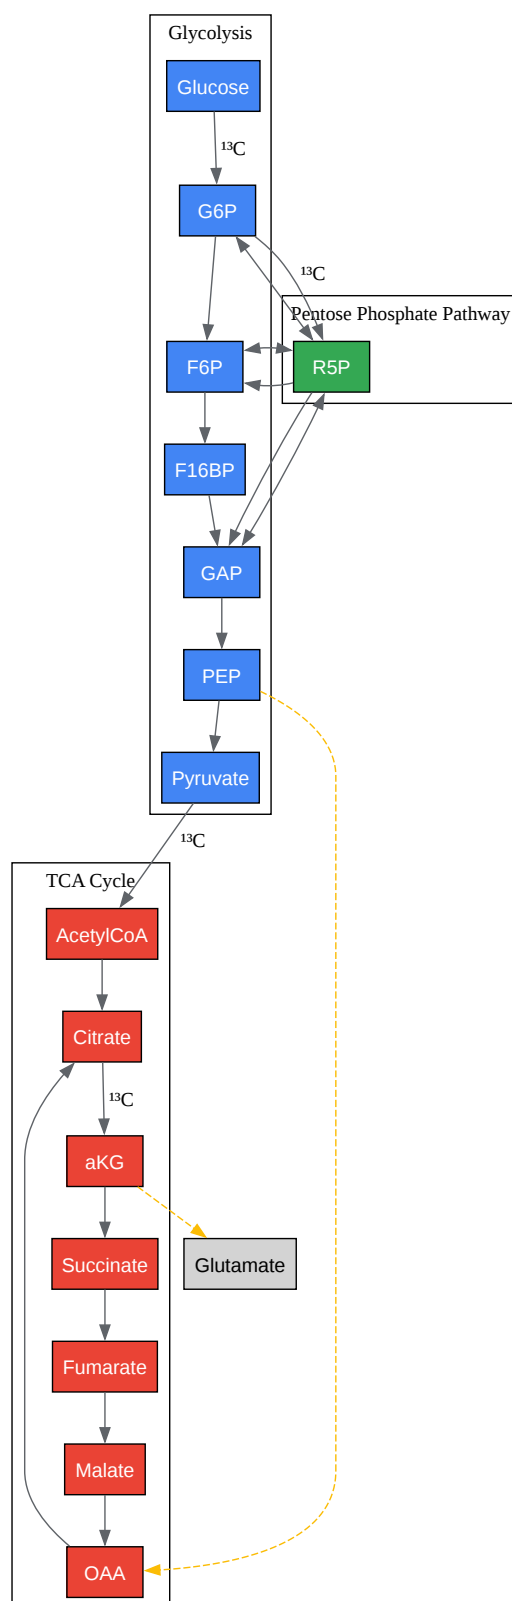 Glycolysis
Glucose
¹³C
G6P
¹³C
Pentose Phosphate Pathway
F6P
R5P
F16BP
GAP
PEP
Pyruvate
¹³C
TCA Cycle
AcetylCoA
Citrate
¹³C
aKG
Succinate
Glutamate
Fumarate
Malate
OAA